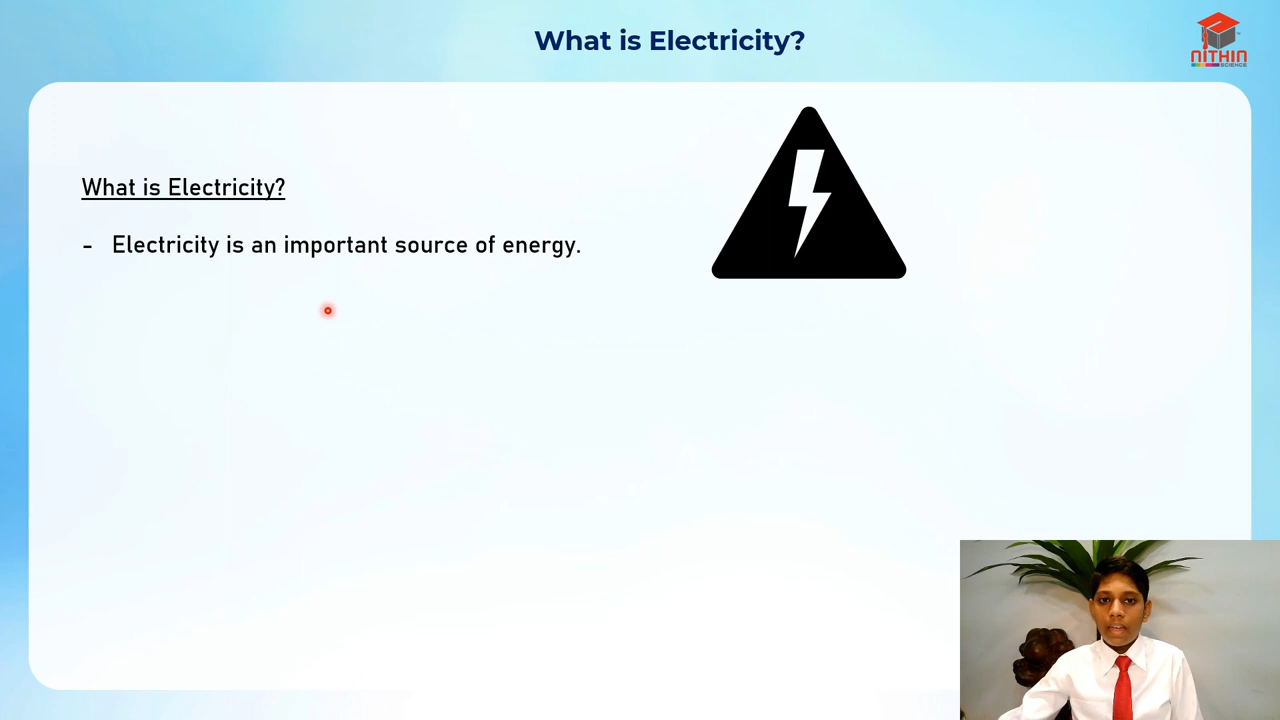 What is Electricity?
NITHIN
SCIENCE
What is Electricity?
- Electricity is an important source of energy.